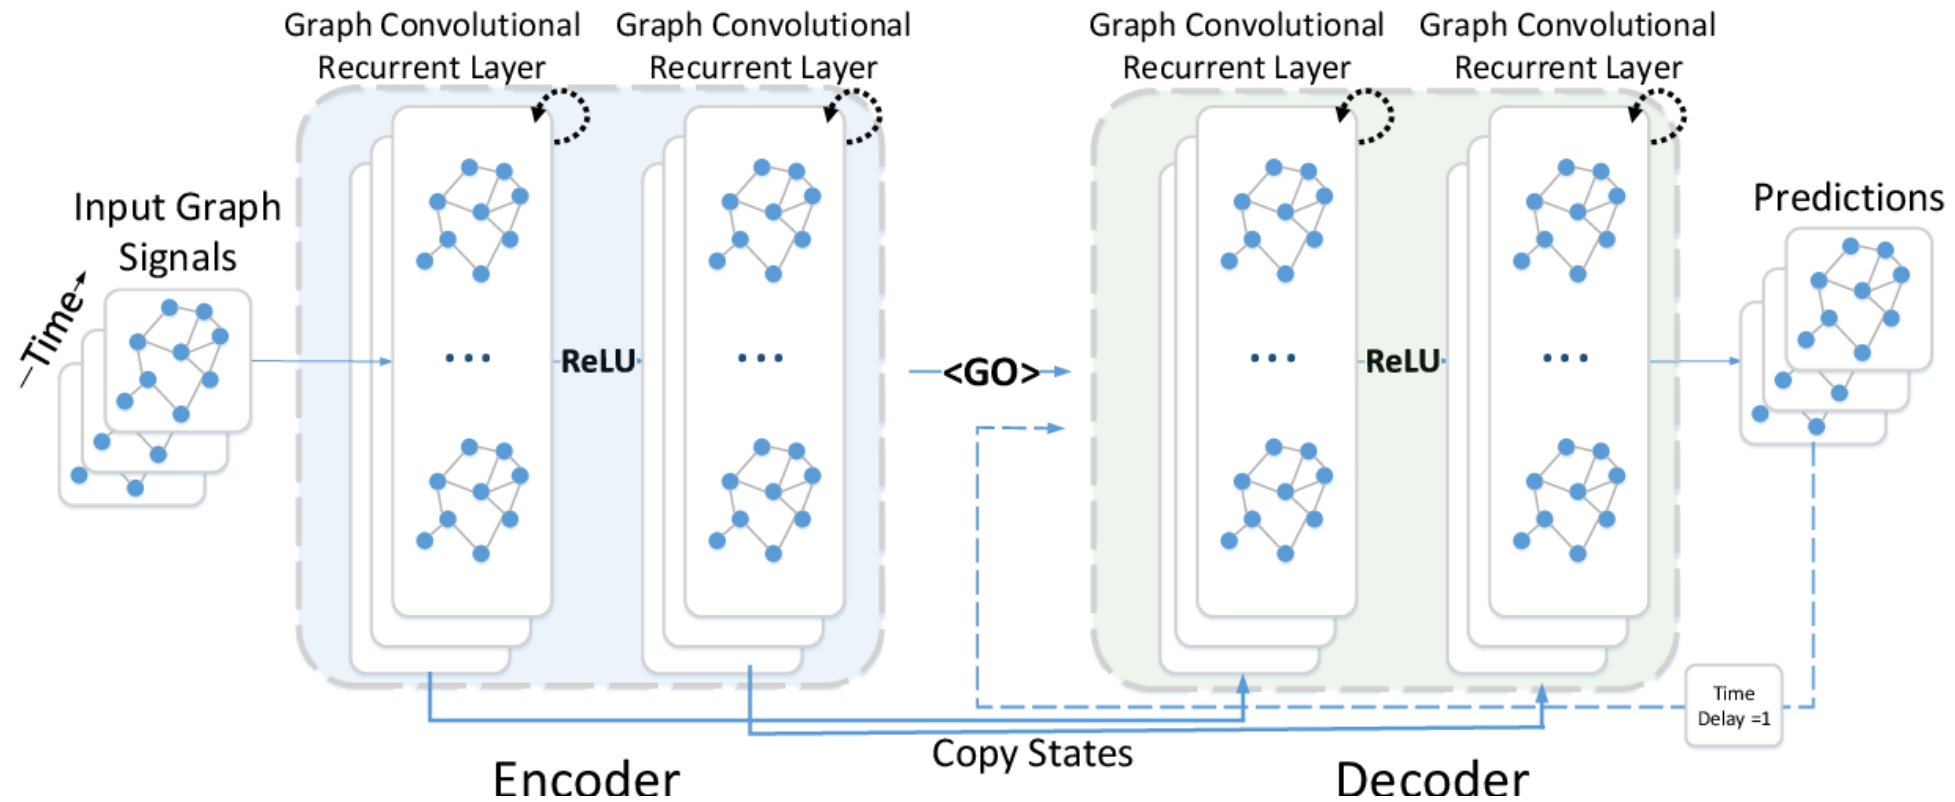 Graph Convolutional
Recurrent Layer
Graph Convolutional
Recurrent Layer
Graph Convolutional
Recurrent Layer
Graph Convolutional
Recurrent Layer
Input Graph
Signals
Time
ReLU
<GO>
ReLU
Predictions
Time
Delay =1
Copy States
Encoder
Decoder